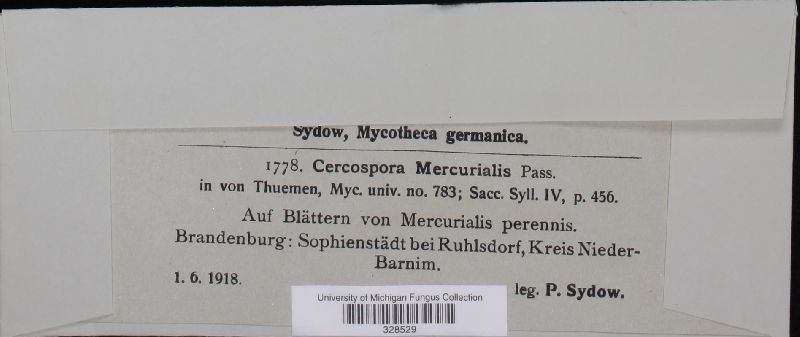 Sydow, Mycotheca germanica.
1778. Cercospora Mercurialis Pass.
in von Thuemen, Myc. univ. no. 783; Sacc. Syll. IV, p. 456.
Auf Blättern von Mercurialis perennis.
Brandenburg: Sophienstädt bei Ruhlsdorf, Kreis Nieder-
Barnim.
1. 6. 1918.
leg. P. Sydow.
University of Michigan Fungus Collection
328529